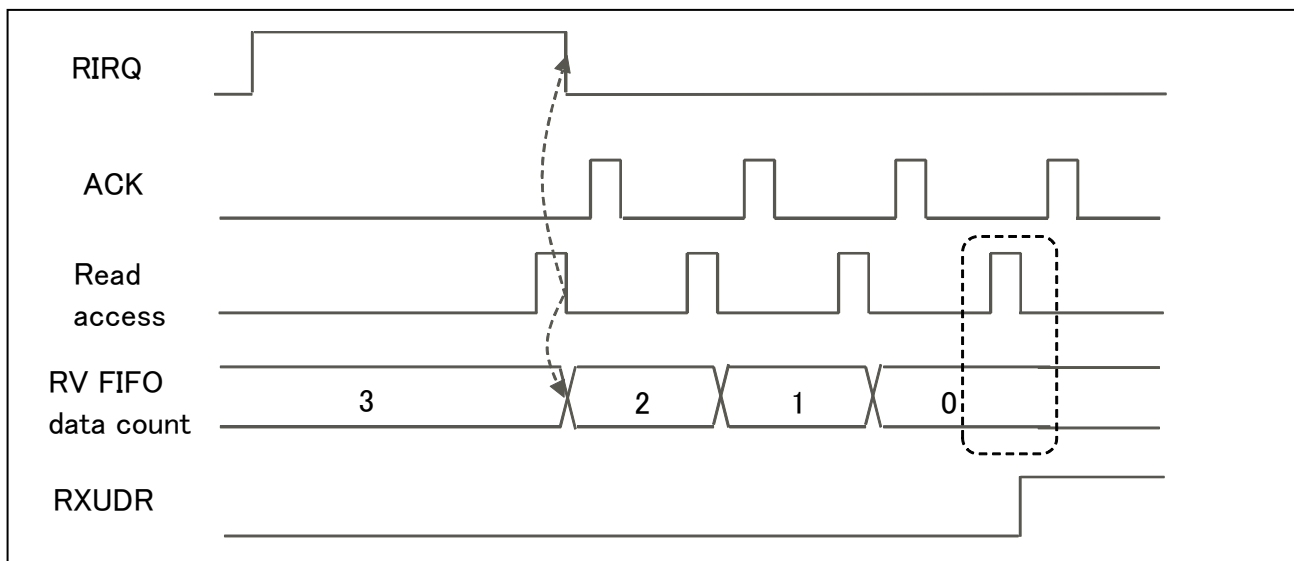 RIRQ
ACK
Read
access
RV FIFO
data count
3
2
1
0
RXUDR